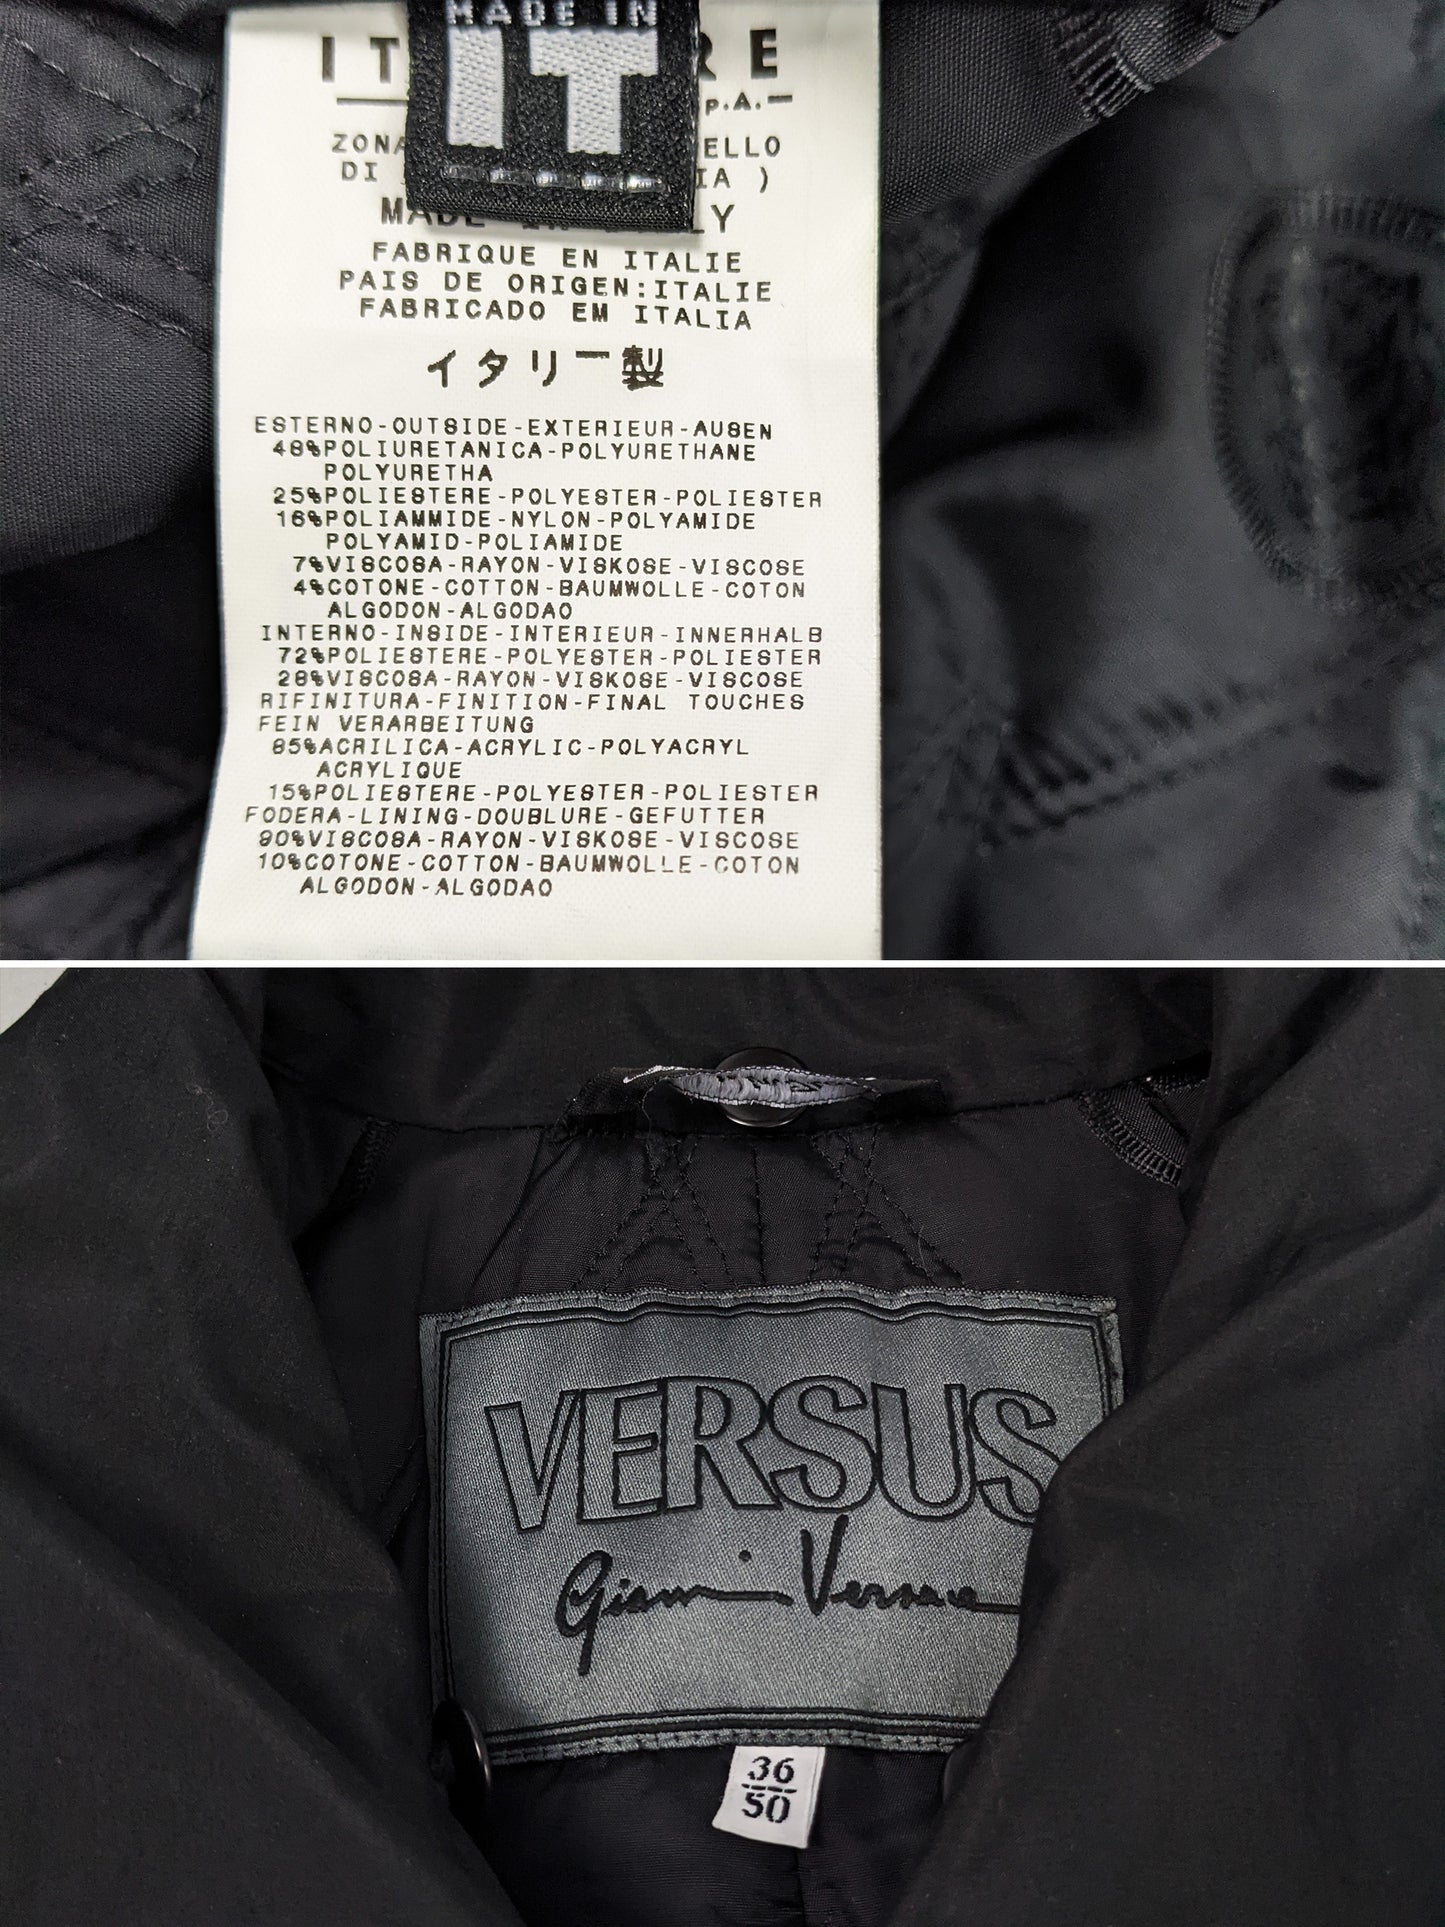 MADE IN
IT
IT RE
p.A.
ZONA ELLO
DI IA )
MADE IN LY
FABRIQUE EN ITALIE
PAIS DE ORIGEN:ITALIE
FABRICADO EM ITALIA
イタリー製
ESTERNO-OUTSIDE-EXTERIEUR-AUSEN
48%POLIURETANICA-POLYURETHANE
POLYURETHA
25%POLIESTERE-POLYESTER-POLIESTER
16%POLIAMMIDE-NYLON-POLYAMIDE
POLYAMID-POLIAMIDE
7%VISCOSA-RAYON-VISKOSE-VISCOSE
4%COTONE-COTTON-BAUMWOLLE-COTON
ALGODON-ALGODAO
INTERNO-INSIDE-INTERIEUR-INNERHALB
72%POLIESTERE-POLYESTER-POLIESTER
28%VISCOSA-RAYON-VISKOSE-VISCOSE
RIFINITURA-FINITION-FINAL TOUCHES
FEIN VERARBEITUNG
85%ACRILICA-ACRYLIC-POLYACRYL
ACRYLIQUE
15%POLIESTERE-POLYESTER-POLIESTER
FODERA-LINING-DOUBLURE-GEFUTTER
90%VISCOSA-RAYON-VISKOSE-VISCOSE
10%COTONE-COTTON-BAUMWOLLE-COTON
ALGODON-ALGODAO
VERSUS
Gianni Versace
36
50